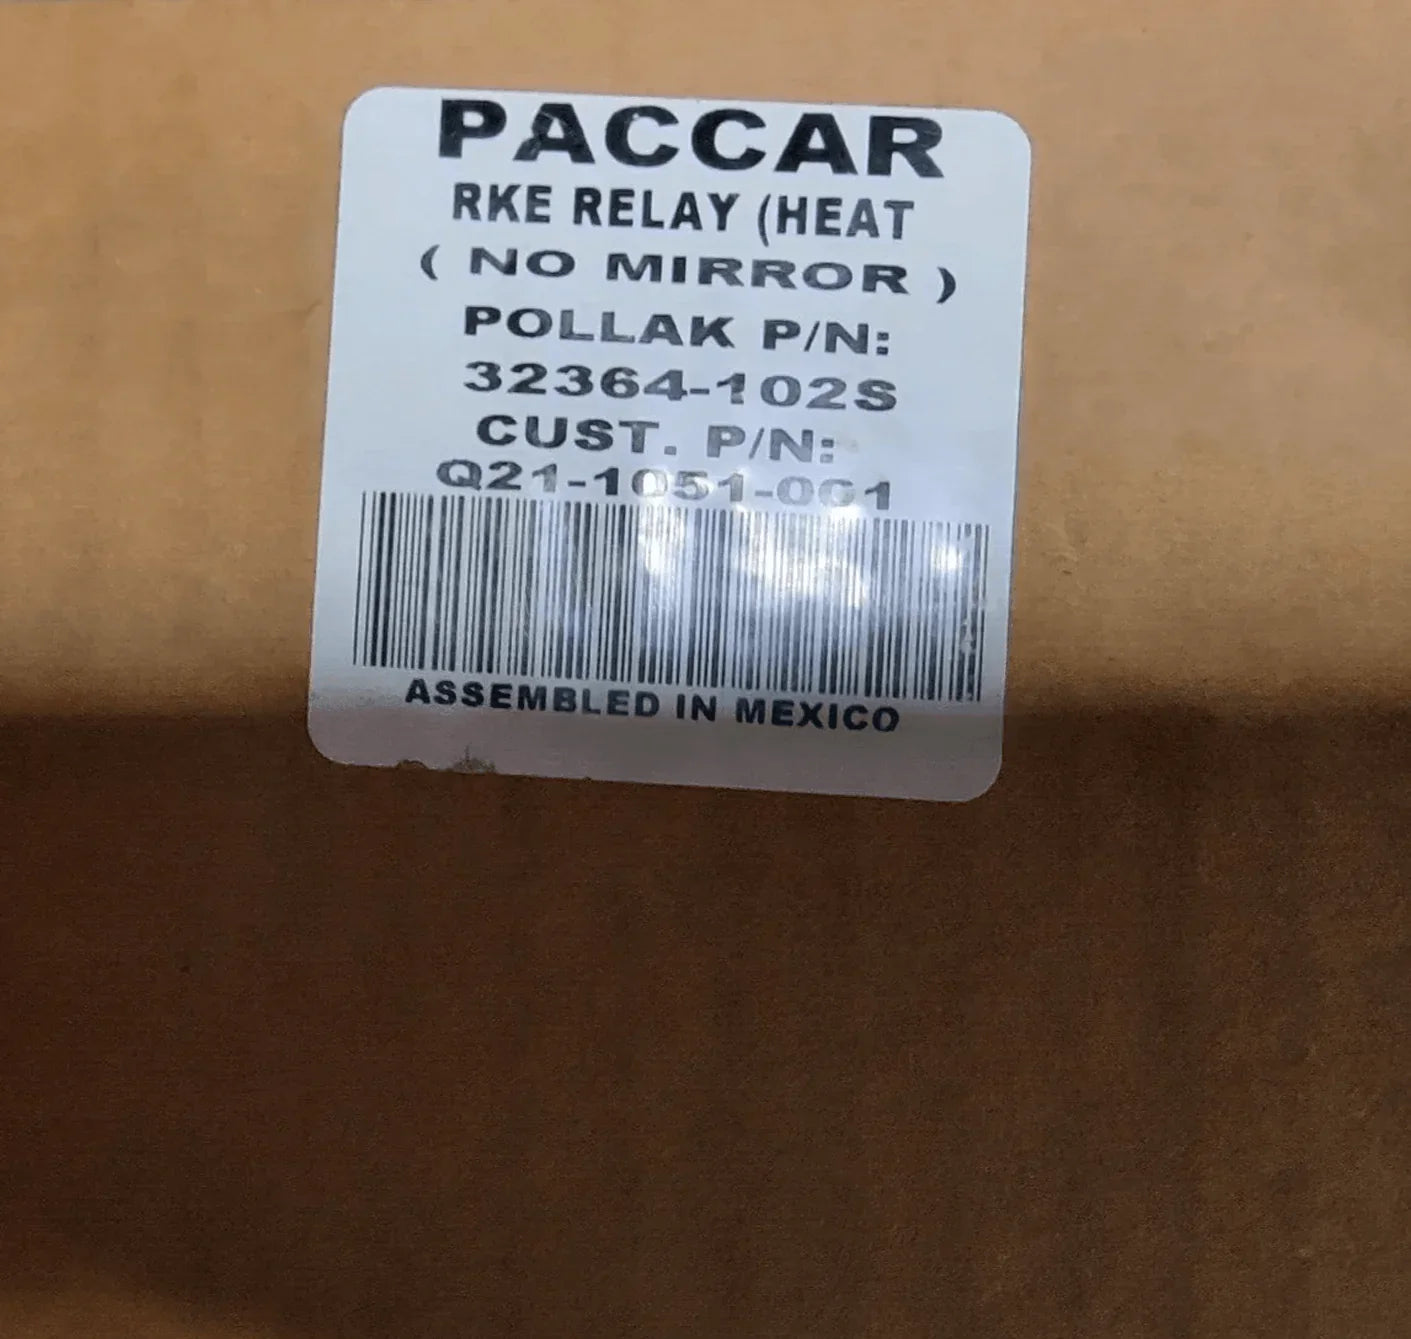 PACCAR
RKE RELAY (HEAT
( NO MIRROR )
POLLAK P/N:
32364-102S
CUST. P/N:
Q21-1051-001
ASSEMBLED IN MEXICO